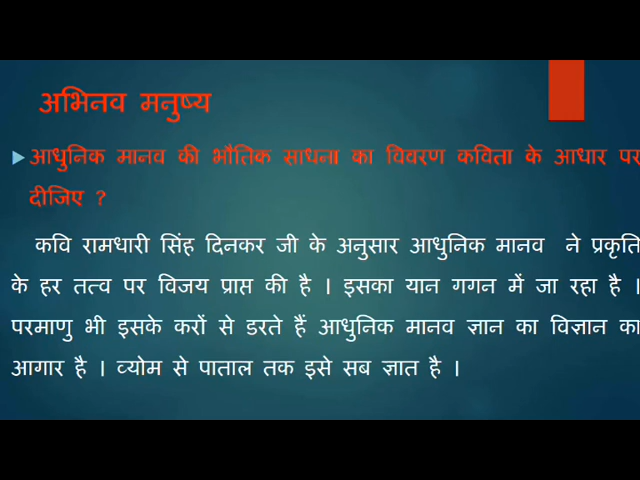 अभिनव मनुष्य
आधुनिक मानव की भौतिक साधना का विवरण कविता के आधार पर
दीजिए ?
कवि रामधारी सिंह दिनकर जी के अनुसार आधुनिक मानव ने प्रकृति
के हर तत्व पर विजय प्राप्त की है । इसका यान गगन में जा रहा है ।
परमाणु भी इसके करों से डरते हैं आधुनिक मानव ज्ञान का विज्ञान का
आगार है । व्योम से पाताल तक इसे सब ज्ञात है ।